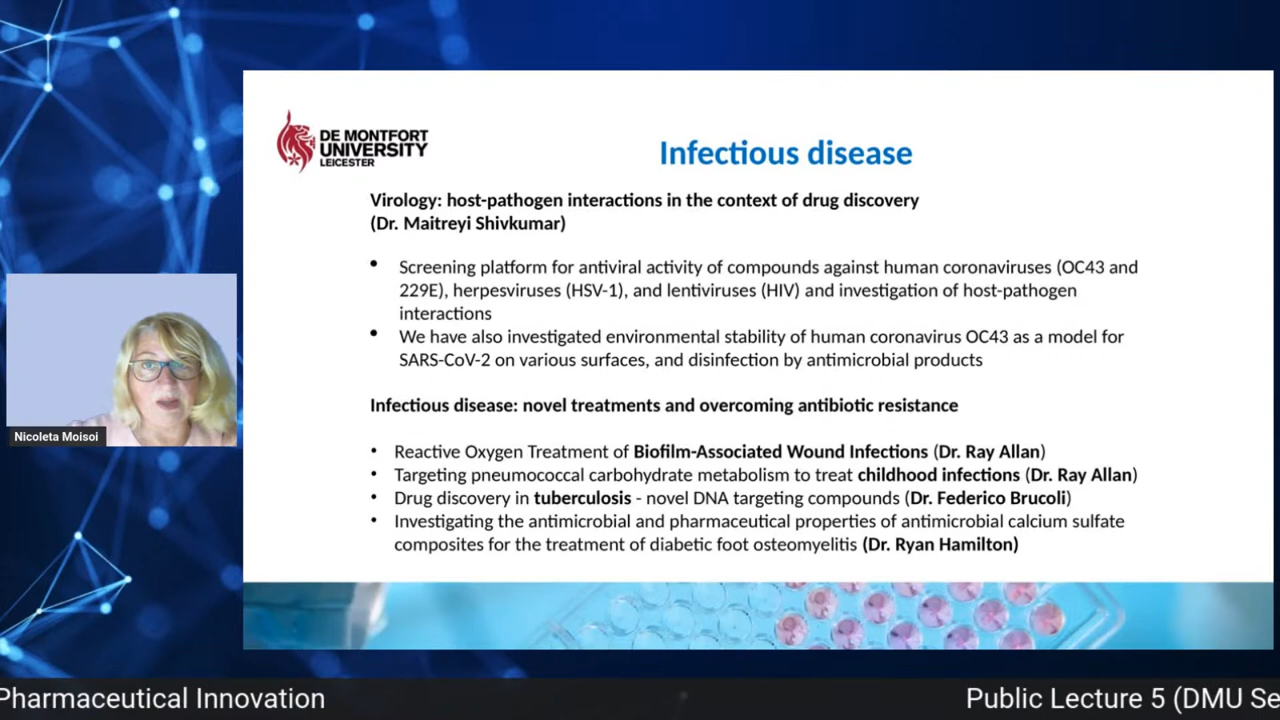 DE MONTFORT
UNIVERSITY
LEICESTER
Infectious disease
Virology: host-pathogen interactions in the context of drug discovery
(Dr. Maitreyi Shivkumar)
• Screening platform for antiviral activity of compounds against human coronaviruses (OC43 and
229E), herpesviruses (HSV-1), and lentiviruses (HIV) and investigation of host-pathogen
interactions
• We have also investigated environmental stability of human coronavirus OC43 as a model for
SARS-CoV-2 on various surfaces, and disinfection by antimicrobial products
Infectious disease: novel treatments and overcoming antibiotic resistance
• Reactive Oxygen Treatment of Biofilm-Associated Wound Infections (Dr. Ray Allan)
• Targeting pneumococcal carbohydrate metabolism to treat childhood infections (Dr. Ray Allan)
• Drug discovery in tuberculosis - novel DNA targeting compounds (Dr. Federico Brucoli)
• Investigating the antimicrobial and pharmaceutical properties of antimicrobial calcium sulfate
composites for the treatment of diabetic foot osteomyelitis (Dr. Ryan Hamilton)
Nicoleta Moisoi
Pharmaceutical Innovation
Public Lecture 5 (DMU Se